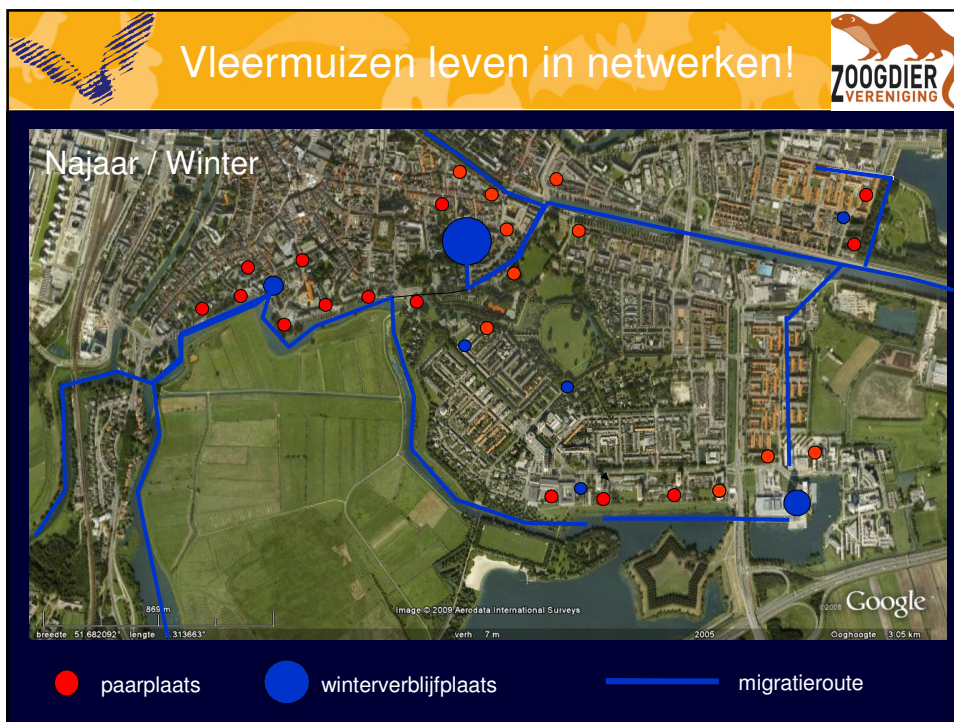 Vleermuizen leven in netwerken!
ZOOGDIER
VERENIGING
Najaar / Winter
869 m
Image © 2009 Aerodata International Surveys
©2008 Google
breedte 51.682092° lengte .313663° verh. 7 m 2005 Ooghoogte 3.05 km
paarplaats winterverblijfplaats migratieroute